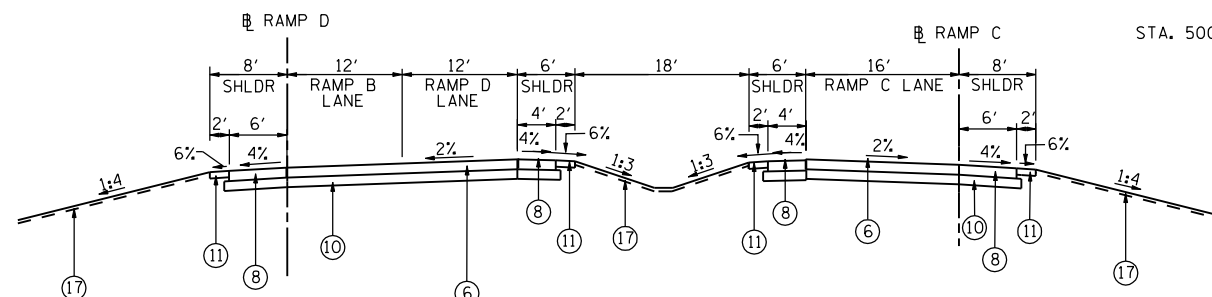 ℄ RAMP D
℄ RAMP C
STA. 500
8' 12' 12' 6' 18' 6' 16' 8'
SHLDR RAMP B LANE RAMP D LANE SHLDR SHLDR RAMP C LANE SHLDR
2' 6' 4' 2' 2' 4' 6' 2'
6% 4% 2% 4% 6% 6% 4% 2% 4% 6%
1:4 1:3 1:3 1:4
17 11 8 10 6 8 11 17 11 8 6 10 8 11 17